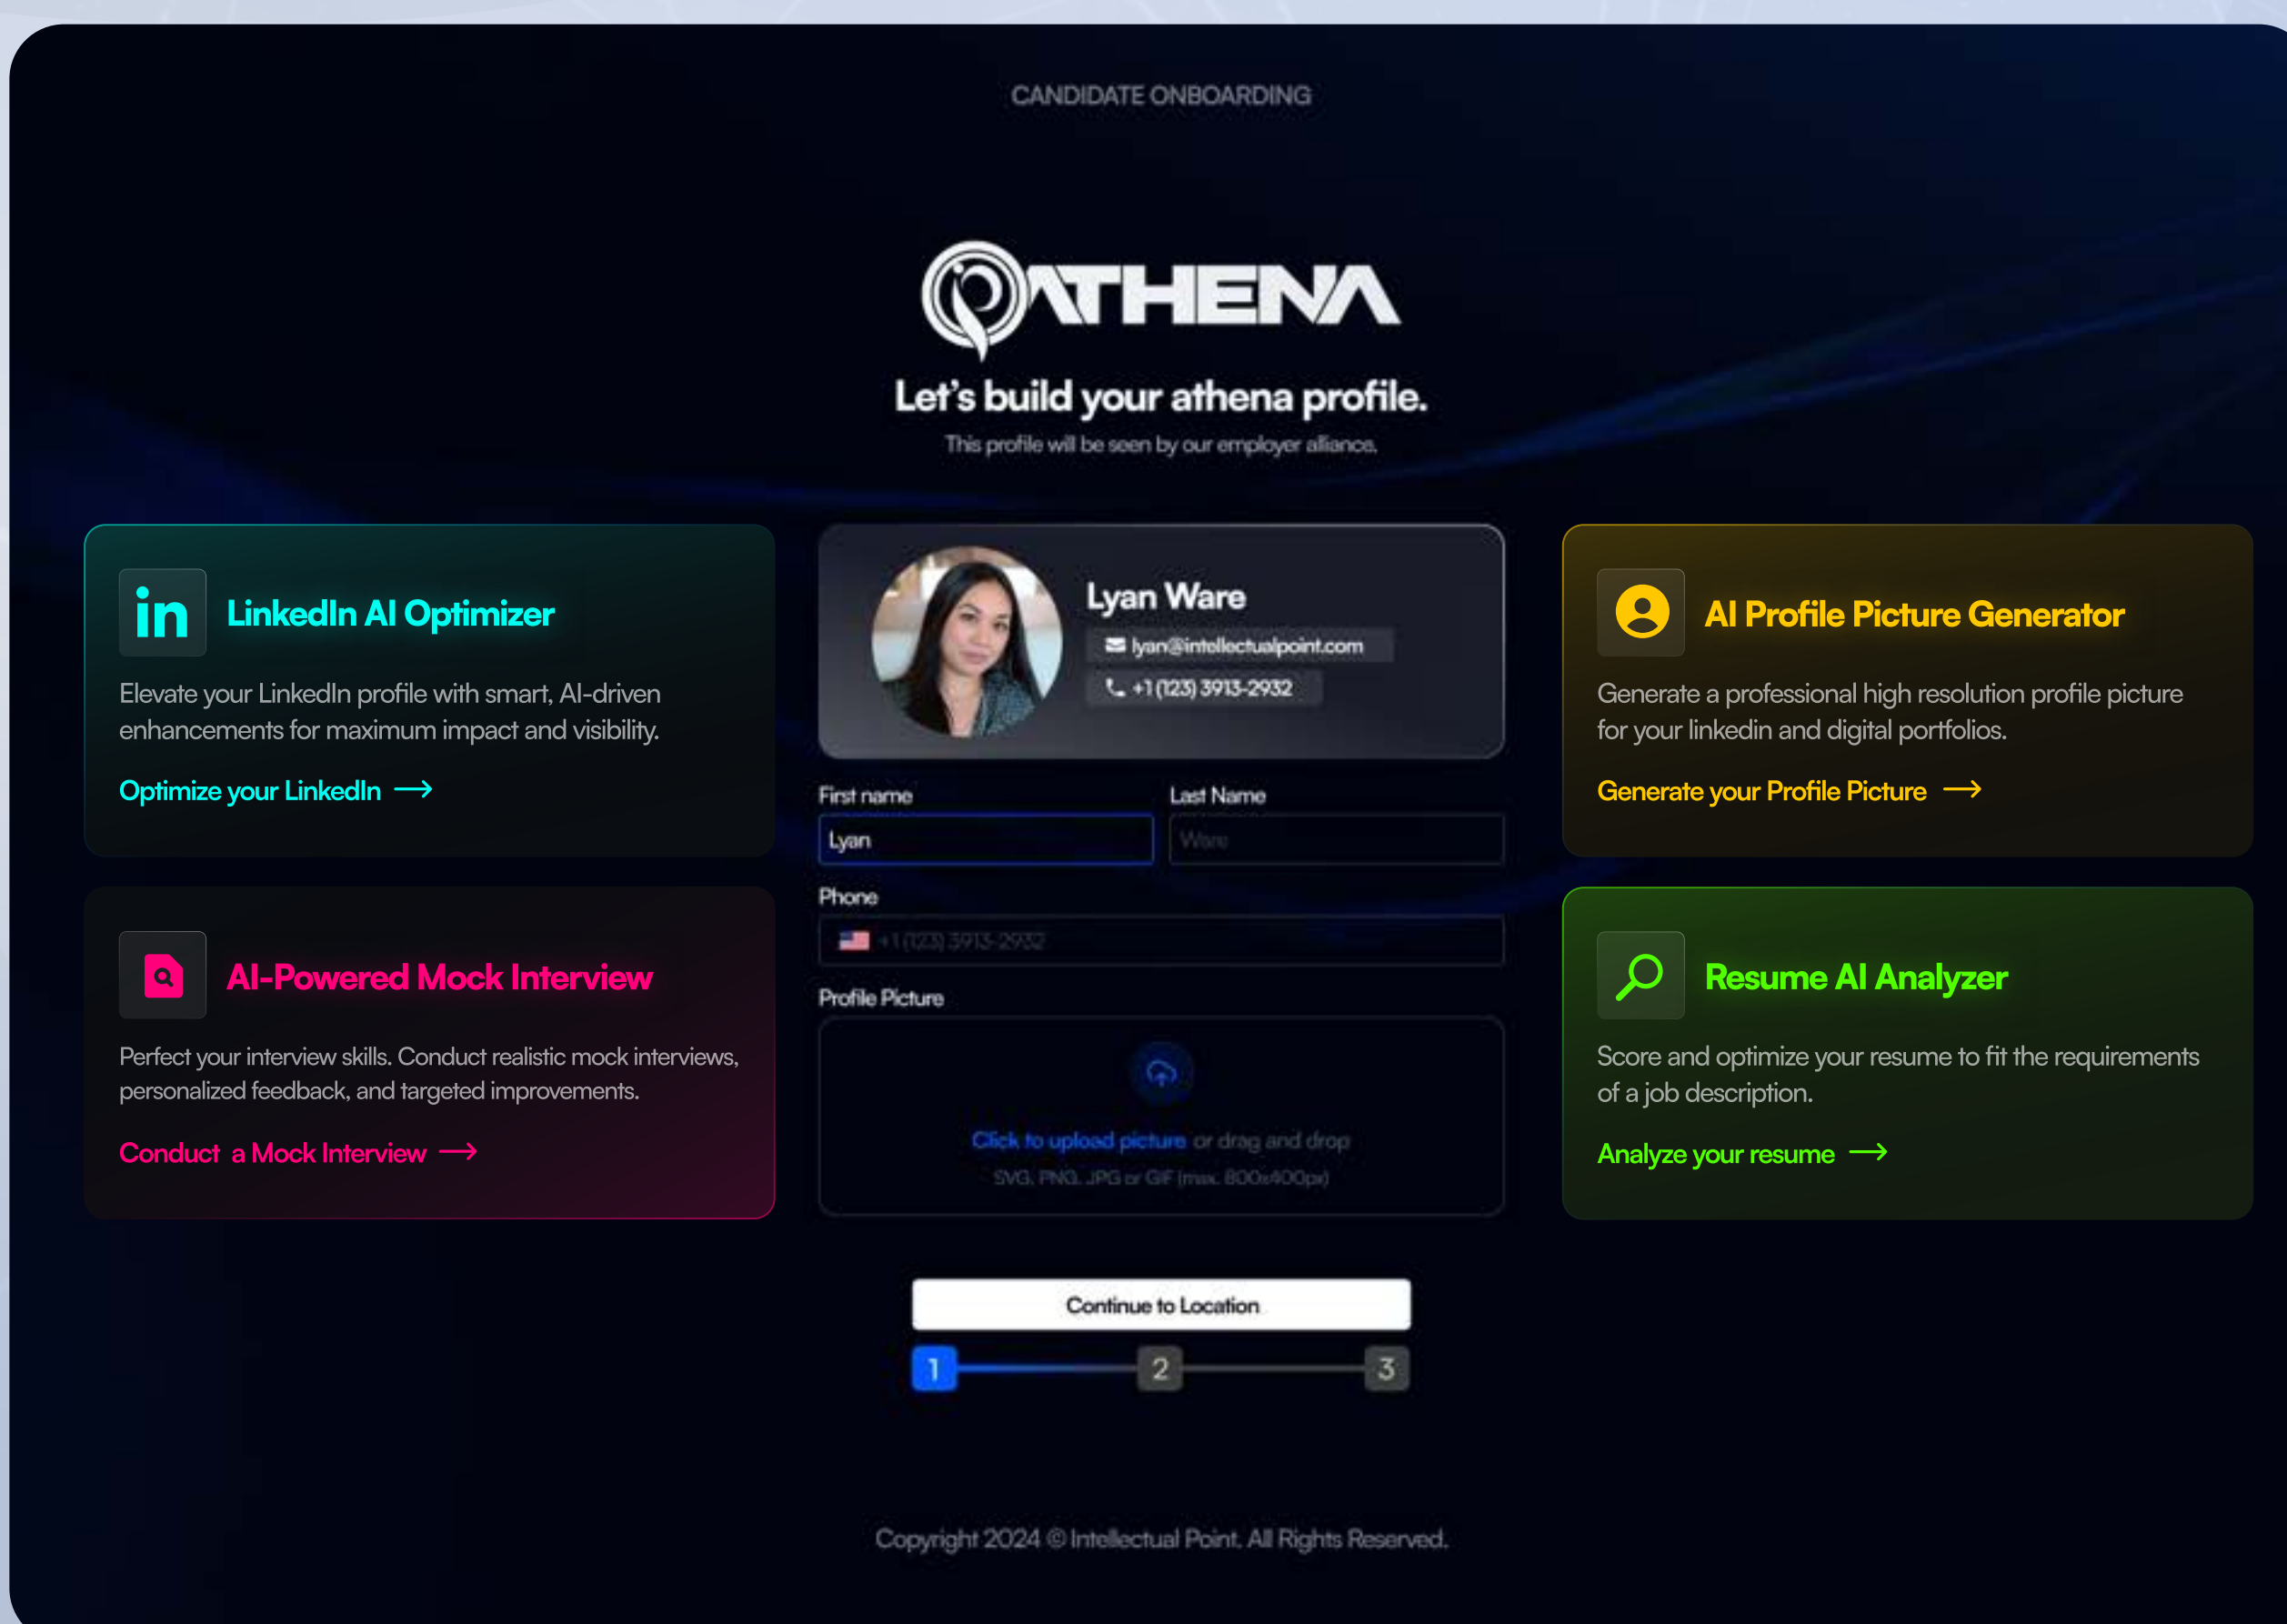 CANDIDATE ONBOARDING
ATHENA
Let's build your athena profile.
This profile will be seen by our employer alliance.
in LinkedIn AI Optimizer
Elevate your LinkedIn profile with smart, AI-driven
enhancements for maximum impact and visibility.
Optimize your LinkedIn
AI-Powered Mock Interview
Perfect your interview skills. Conduct realistic mock interviews,
personalized feedback, and targeted improvements.
Conduct a Mock Interview
Lyan Ware
lyan@intellectualpoint.com
+1 (123) 3913-2932
First name
Last Name
Lyan
Ware
Phone
+1 (123) 3913-2932
Profile Picture
Click to upload picture or drag and drop
SVG, PNG, JPG or GIF (max. 800x400px)
Continue to Location
1 2 3
AI Profile Picture Generator
Generate a professional high resolution profile picture
for your linkedin and digital portfolios.
Generate your Profile Picture
Resume AI Analyzer
Score and optimize your resume to fit the requirements
of a job description.
Analyze your resume
Copyright 2024 © Intellectual Point. All Rights Reserved.